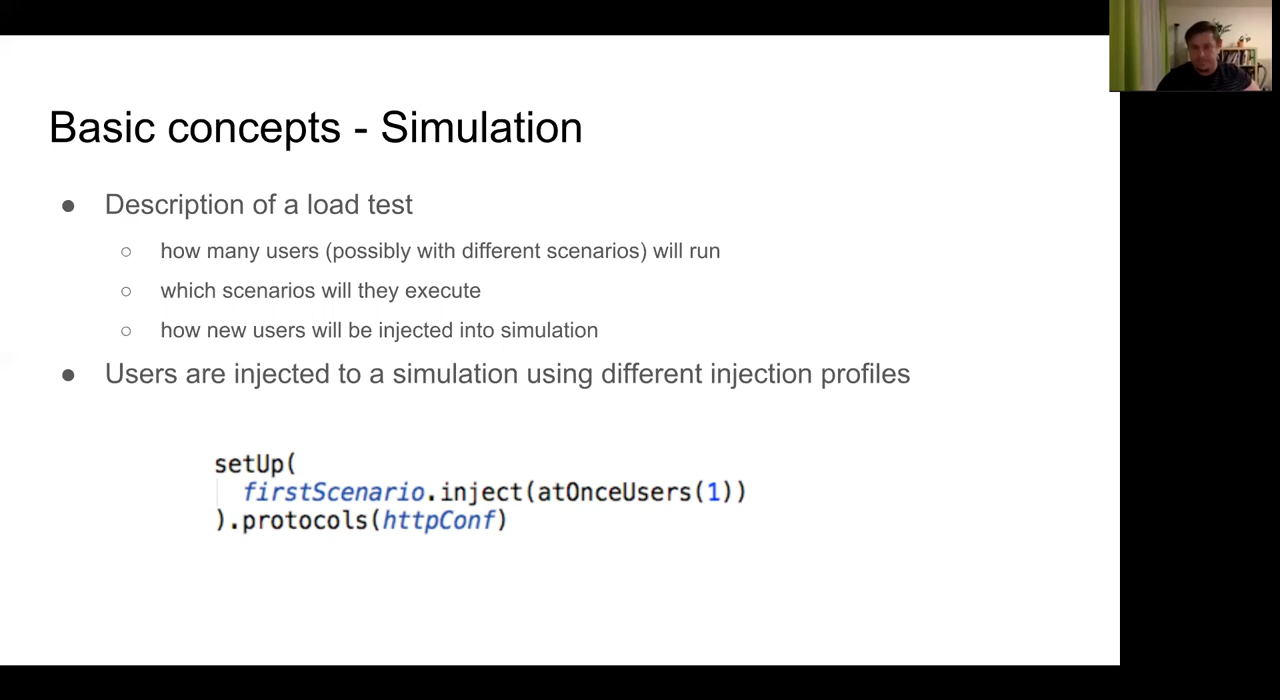 Basic concepts - Simulation
● Description of a load test
○ how many users (possibly with different scenarios) will run
○ which scenarios will they execute
○ how new users will be injected into simulation
● Users are injected to a simulation using different injection profiles
setUp(
firstScenario.inject(atOnceUsers(1))
).protocols(httpConf)